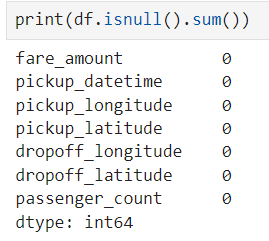 print(df.isnull().sum())
fare_amount 0
pickup_datetime 0
pickup_longitude 0
pickup_latitude 0
dropoff_longitude 0
dropoff_latitude 0
passenger_count 0
dtype: int64